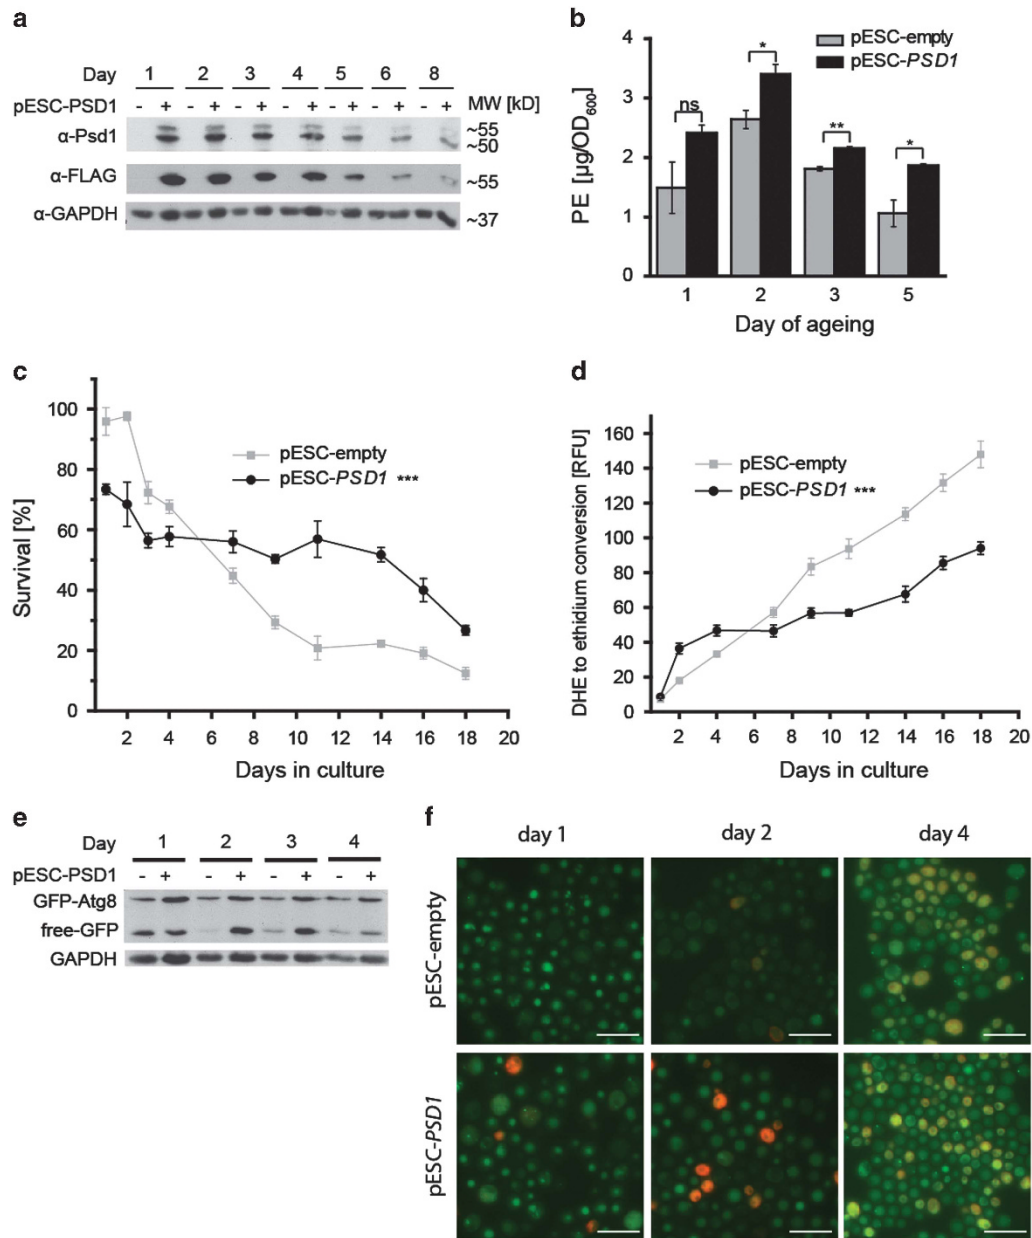 a
Day 1 2 3 4 5 6 8
pESC-PSD1 - + - + - + - + - + - + - + MW [kD]
α-Psd1 ~55
~50
α-FLAG ~55
α-GAPDH ~37
b
pESC-empty
pESC-PSD1
PE [µg/OD600]
4
3
2
1
0
ns
*
**
*
1 2 3 5
Day of ageing
c
Survival [%]
100
80
60
40
20
0
pESC-empty
pESC-PSD1 ***
2 4 6 8 10 12 14 16 18 20
Days in culture
d
DHE to ethidium conversion [RFU]
160
140
120
100
80
60
40
20
0
pESC-empty
pESC-PSD1 ***
2 4 6 8 10 12 14 16 18 20
Days in culture
e
Day 1 2 3 4
pESC-PSD1 - + - + - + - +
GFP-Atg8
free-GFP
GAPDH
f
day 1 day 2 day 4
pESC-empty
pESC-PSD1